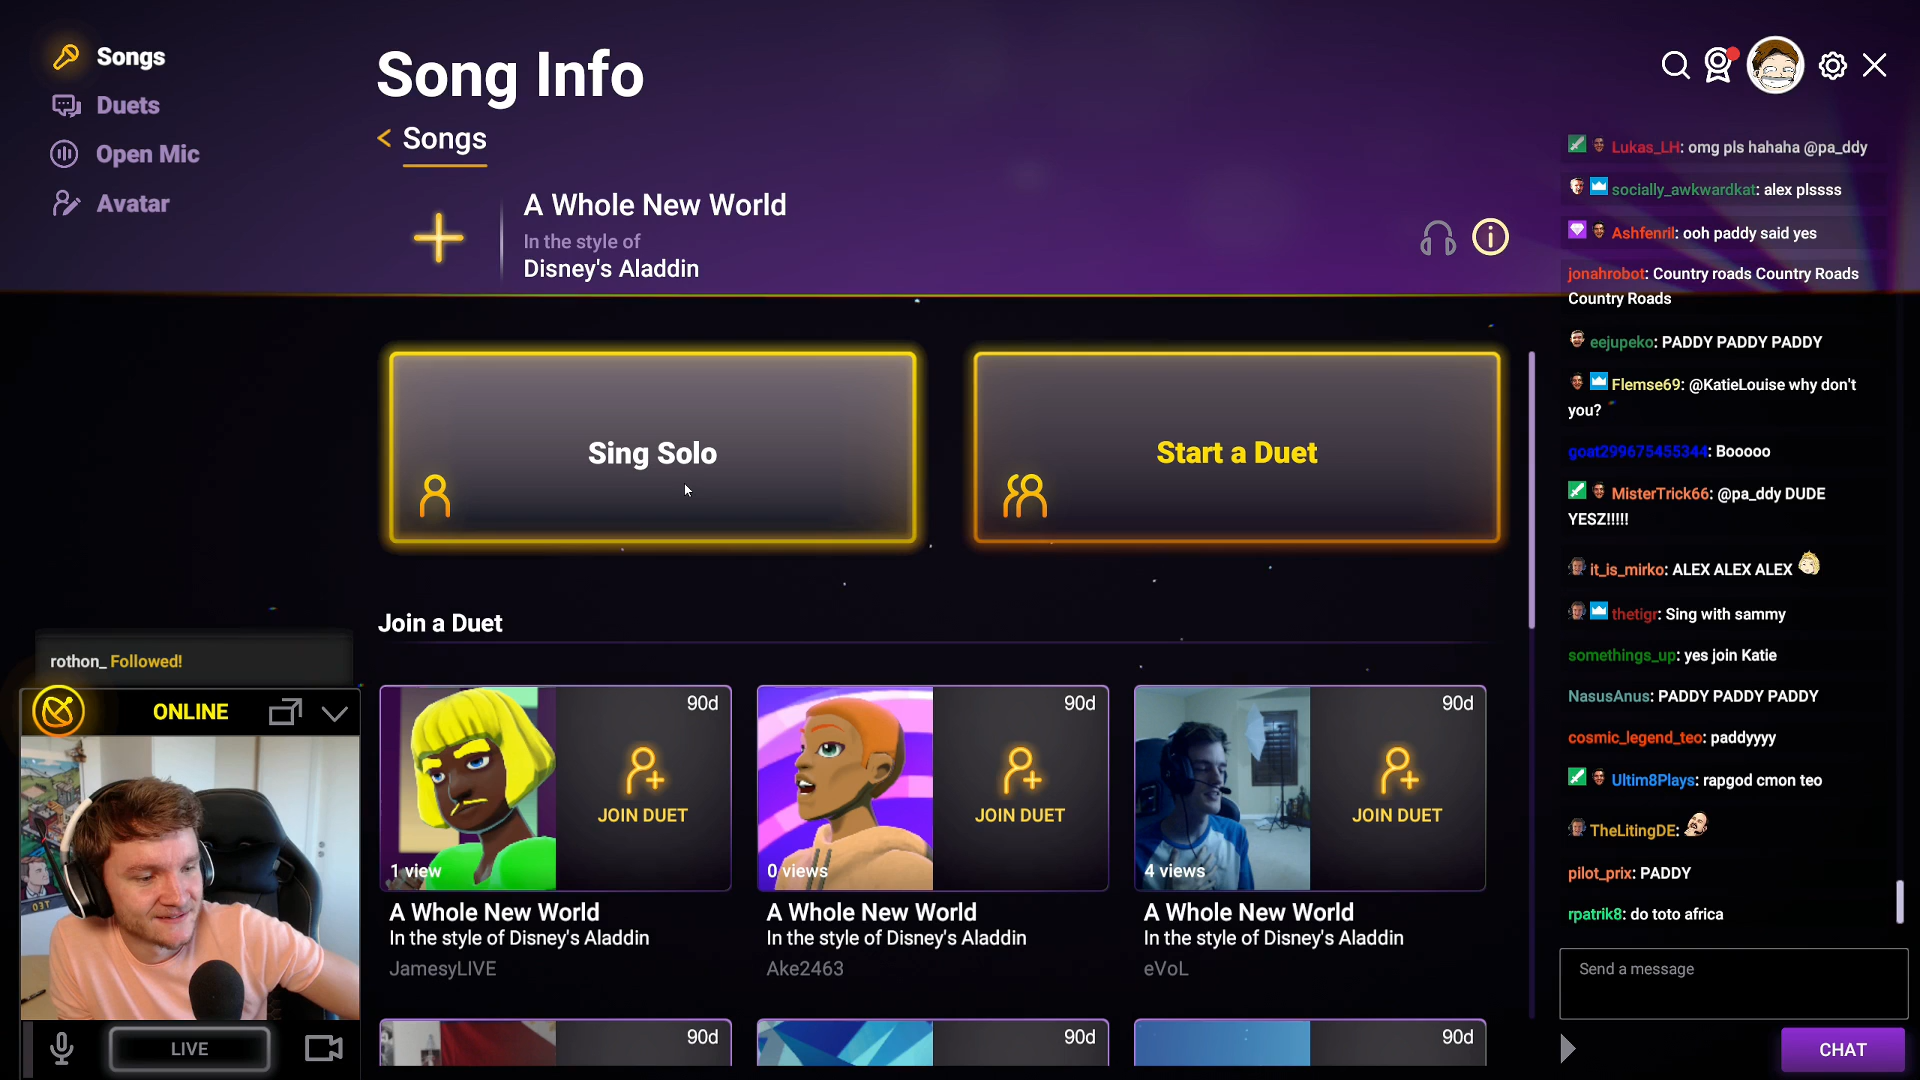 Songs
Duets
Open Mic
Avatar
Song Info
< Songs
A Whole New World
In the style of
Disney's Aladdin
Sing Solo
Start a Duet
Join a Duet
90d
JOIN DUET
1 view
A Whole New World
In the style of Disney's Aladdin
JamesyLIVE
90d
JOIN DUET
0 views
A Whole New World
In the style of Disney's Aladdin
Ake2463
90d
JOIN DUET
4 views
A Whole New World
In the style of Disney's Aladdin
eVoL
90d
90d
90d
rothon_ Followed!
ONLINE
TEO
LIVE
Lukas_LH: omg pls hahaha @pa_ddy
socially_awkwardkat: alex plssss
Ashfenril: ooh paddy said yes
jonahrobot: Country roads Country Roads
Country Roads
eejupeko: PADDY PADDY PADDY
Flemse69: @KatieLouise why don't
you?
goat299675455344: Booooo
MisterTrick66: @pa_ddy DUDE
YESZ!!!!!
it_is_mirko: ALEX ALEX ALEX
thetigr: Sing with sammy
somethings_up: yes join Katie
NasusAnus: PADDY PADDY PADDY
cosmic_legend_teo: paddyyyy
Ultim8Plays: rapgod cmon teo
TheLitingDE:
pilot_prix: PADDY
rpatrik8: do toto africa
Send a message
CHAT